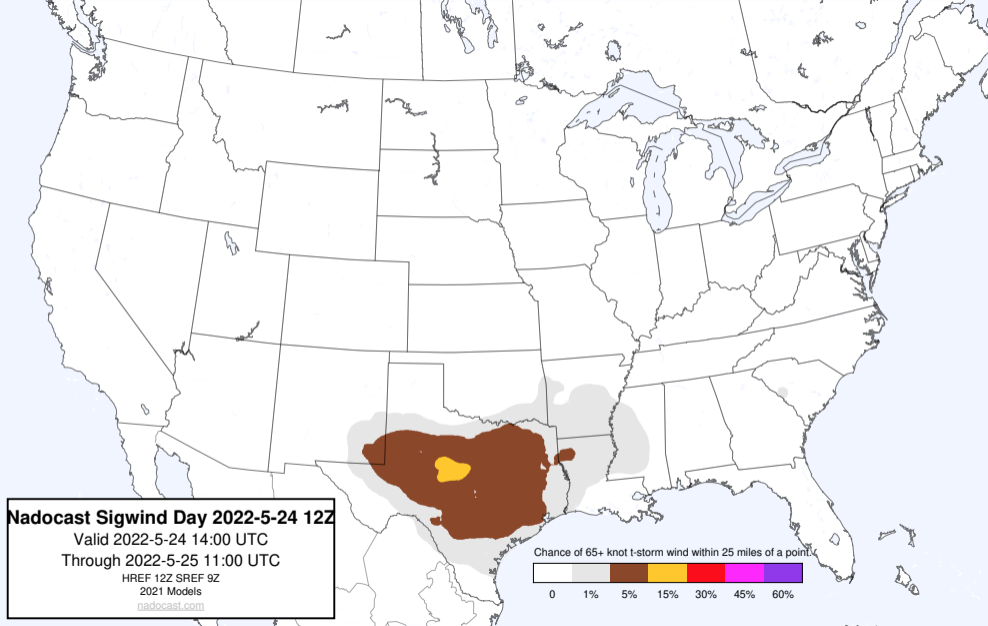 Nadocast Sigwind Day 2022-5-24 12Z
Valid 2022-5-24 14:00 UTC
Through 2022-5-25 11:00 UTC
HREF 12Z SREF 9Z
2021 Models
nadocast.com
Chance of 65+ knot t-storm wind within 25 miles of a point.
0 1% 5% 15% 30% 45% 60%